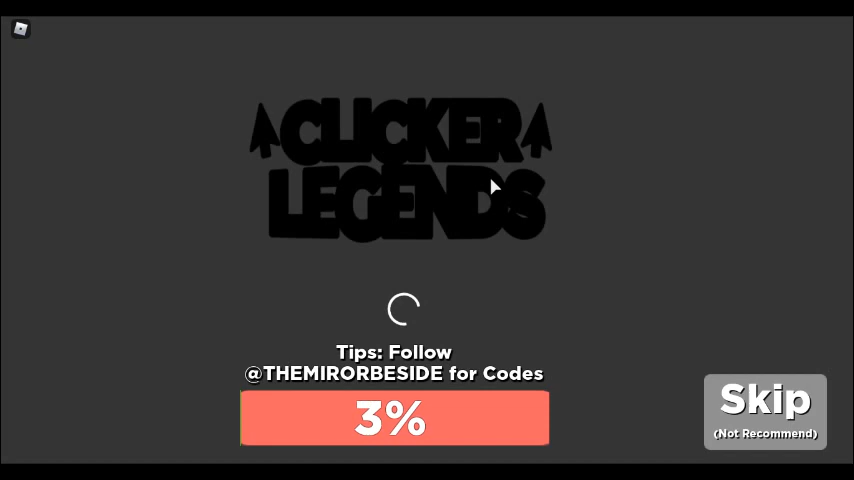 CLICKER
LEGENDS
Tips: Follow
@THEMIRORBESIDE for Codes
3%
Skip
(Not Recommend)